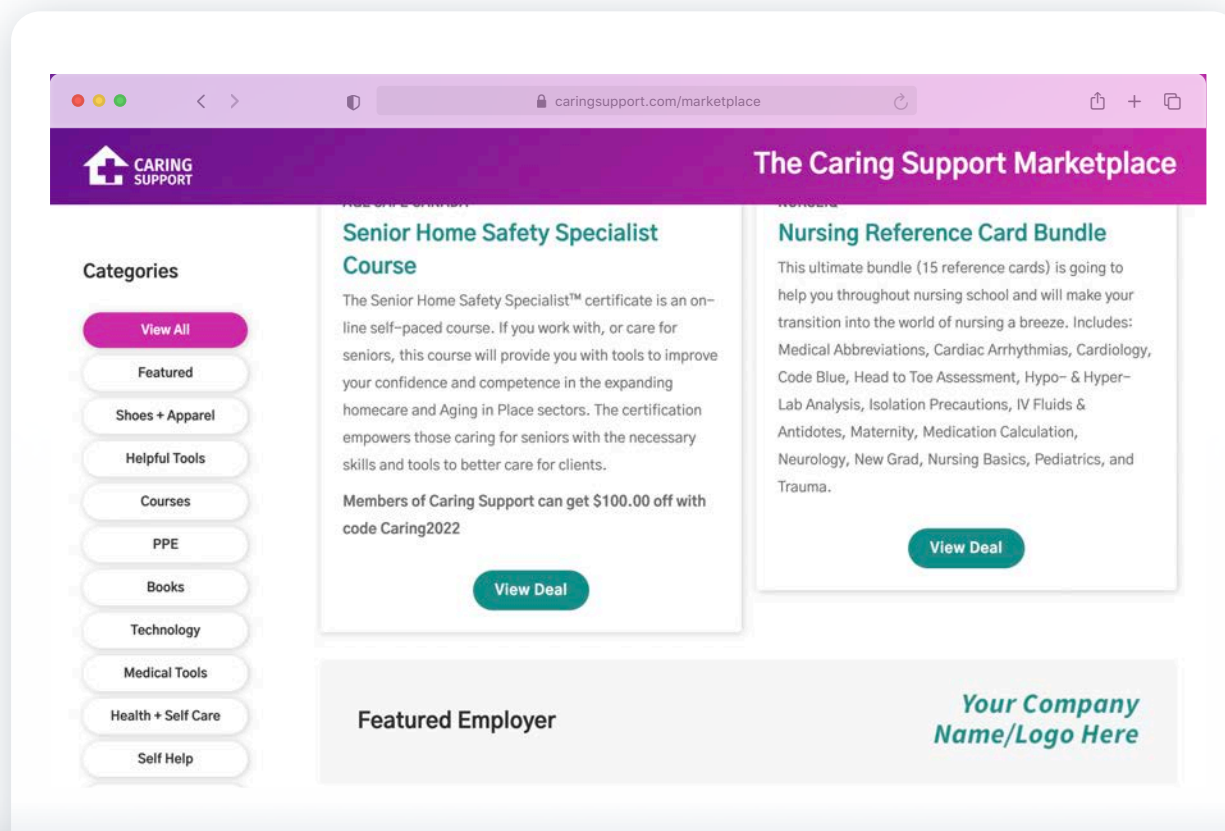 caringsupport.com/marketplace
CARING
SUPPORT
The Caring Support Marketplace
Categories
View All
Featured
Shoes + Apparel
Helpful Tools
Courses
PPE
Books
Technology
Medical Tools
Health + Self Care
Self Help
Senior Home Safety Specialist
Course
The Senior Home Safety Specialist™ certificate is an on-
line self-paced course. If you work with, or care for
seniors, this course will provide you with tools to improve
your confidence and competence in the expanding
homecare and Aging in Place sectors. The certification
empowers those caring for seniors with the necessary
skills and tools to better care for clients.
Members of Caring Support can get $100.00 off with
code Caring2022
View Deal
Nursing Reference Card Bundle
This ultimate bundle (15 reference cards) is going to
help you throughout nursing school and will make your
transition into the world of nursing a breeze. Includes:
Medical Abbreviations, Cardiac Arrhythmias, Cardiology,
Code Blue, Head to Toe Assessment, Hypo- & Hyper-
Lab Analysis, Isolation Precautions, IV Fluids &
Antidotes, Maternity, Medication Calculation,
Neurology, New Grad, Nursing Basics, Pediatrics, and
Trauma.
View Deal
Featured Employer
Your Company
Name/Logo Here